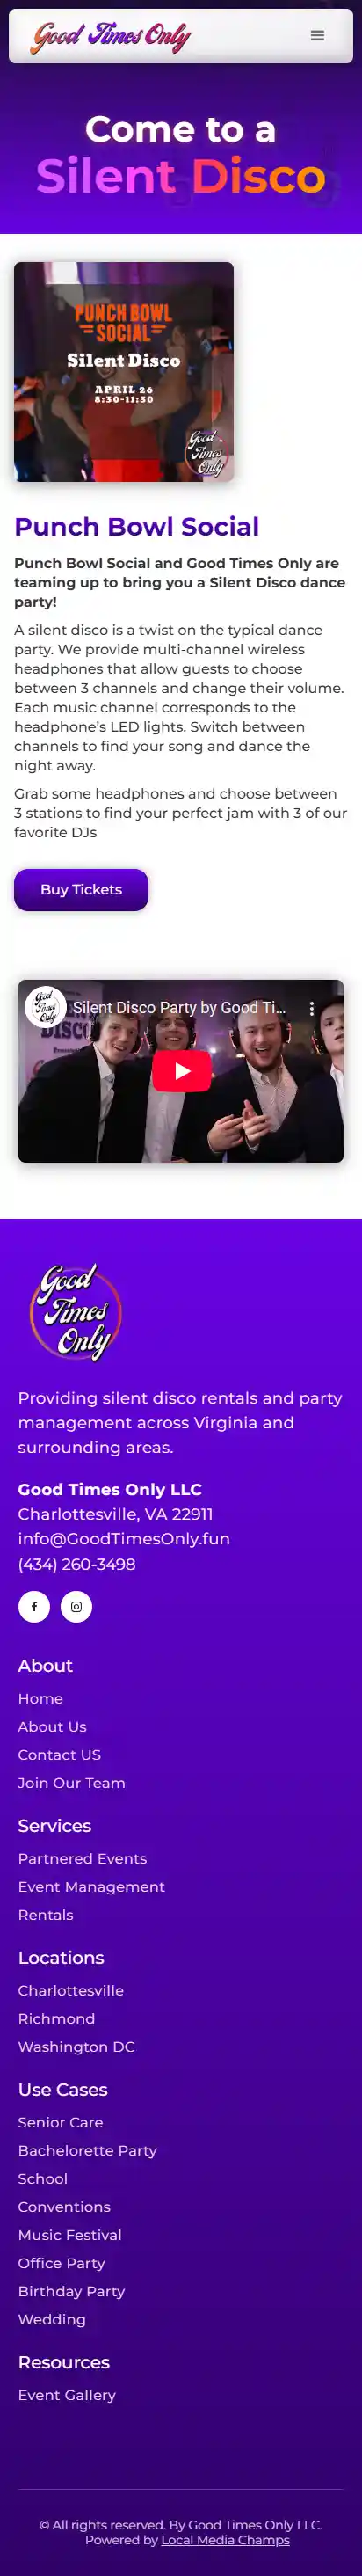 Good Times Only
Come to a
Silent Disco
PUNCH BOWL
SOCIAL
Silent Disco
APRIL 26
8:30-11:30
Good
Times
Only
Punch Bowl Social
Punch Bowl Social and Good Times Only are
teaming up to bring you a Silent Disco dance
party!
A silent disco is a twist on the typical dance
party. We provide multi-channel wireless
headphones that allow guests to choose
between 3 channels and change their volume.
Each music channel corresponds to the
headphone’s LED lights. Switch between
channels to find your song and dance the
night away.
Grab some headphones and choose between
3 stations to find your perfect jam with 3 of our
favorite DJs
Buy Tickets
Good
Times
Only
Silent Disco Party by Good Ti...
Good
Times
Only
Providing silent disco rentals and party
management across Virginia and
surrounding areas.
Good Times Only LLC
Charlottesville, VA 22911
info@GoodTimesOnly.fun
(434) 260-3498
About
Home
About Us
Contact US
Join Our Team
Services
Partnered Events
Event Management
Rentals
Locations
Charlottesville
Richmond
Washington DC
Use Cases
Senior Care
Bachelorette Party
School
Conventions
Music Festival
Office Party
Birthday Party
Wedding
Resources
Event Gallery
© All rights reserved. By Good Times Only LLC.
Powered by Local Media Champs